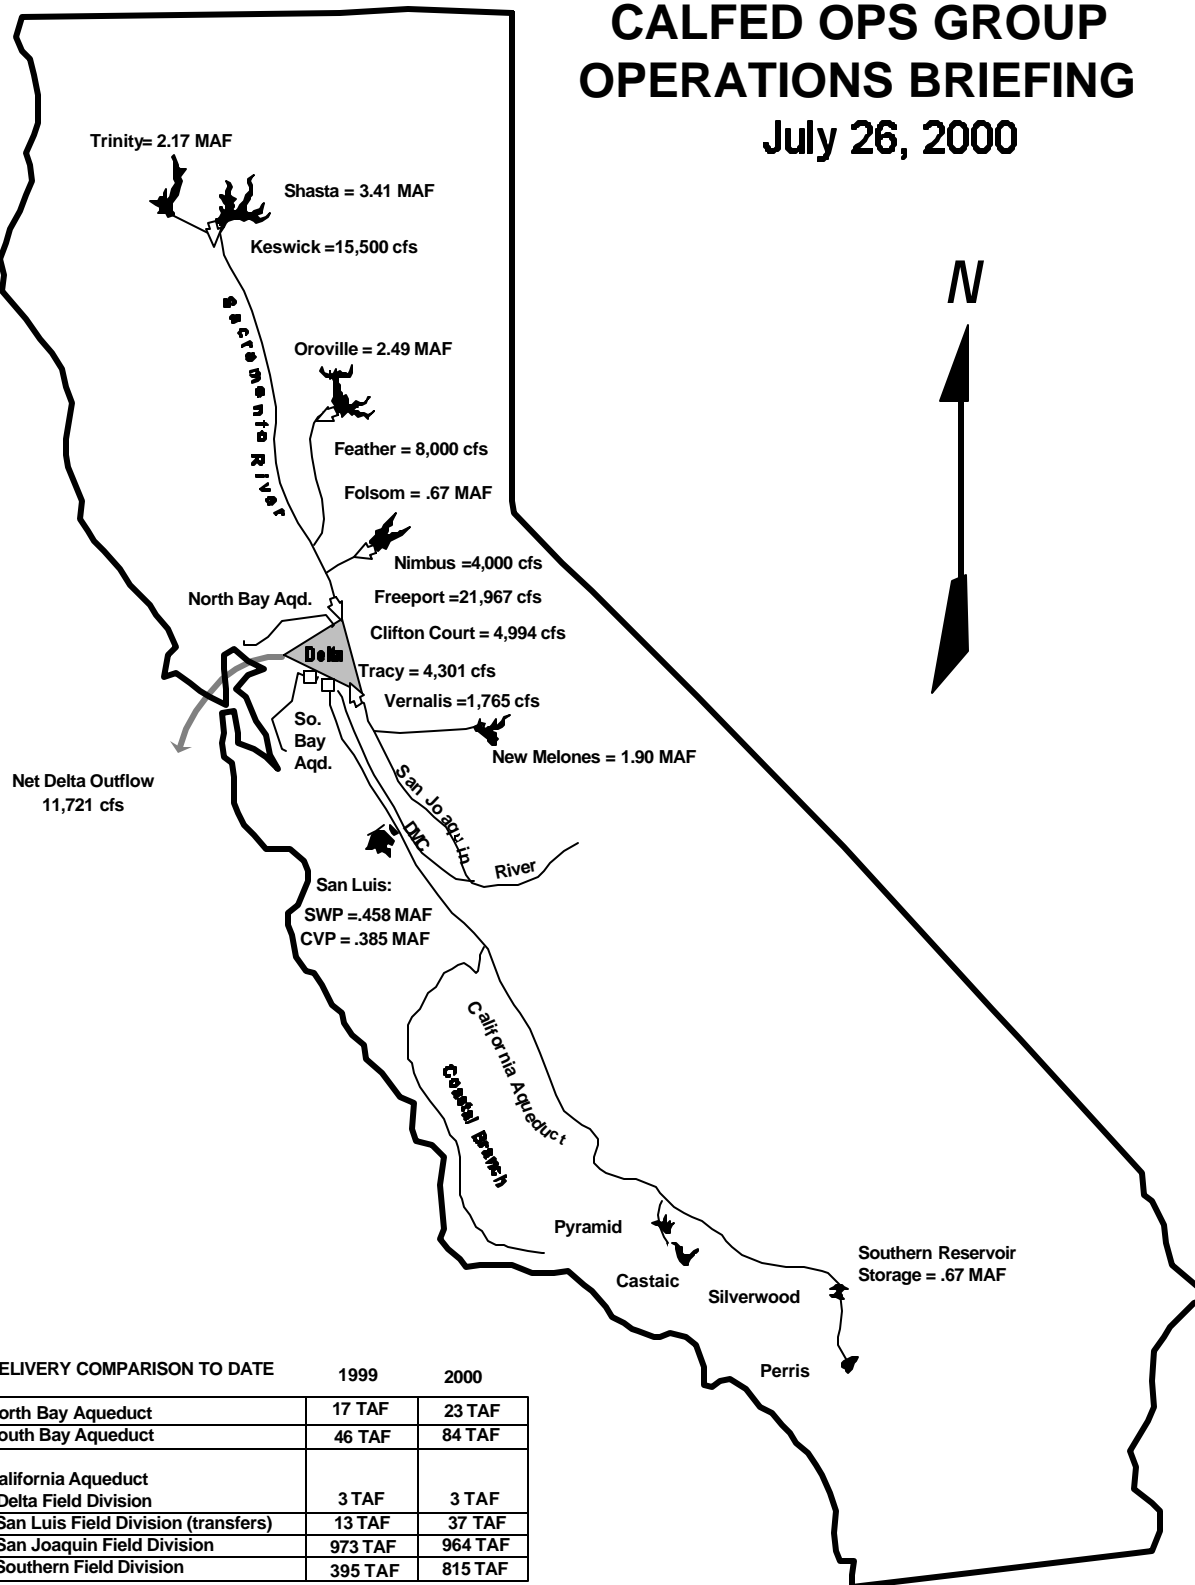 CALFED OPS GROUP
OPERATIONS BRIEFING
July 26, 2000
Trinity= 2.17 MAF
Shasta = 3.41 MAF
Keswick =15,500 cfs
N
Sacramento River
Oroville = 2.49 MAF
Feather = 8,000 cfs
Folsom = .67 MAF
Nimbus =4,000 cfs
North Bay Aqd.
Freeport =21,967 cfs
Clifton Court = 4,994 cfs
Delta
Tracy = 4,301 cfs
Vernalis =1,765 cfs
So.
Bay
Aqd.
New Melones = 1.90 MAF
Net Delta Outflow
11,721 cfs
San Joaquin
River
DMC
San Luis:
SWP =.458 MAF
CVP = .385 MAF
California Aqueduct
Coastal Branch
Pyramid
Castaic
Silverwood
Southern Reservoir
Storage = .67 MAF
Perris
ELIVERY COMPARISON TO DATE 1999 2000
orth Bay Aqueduct 17 TAF 23 TAF
outh Bay Aqueduct 46 TAF 84 TAF
alifornia Aqueduct
Delta Field Division 3 TAF 3 TAF
San Luis Field Division (transfers) 13 TAF 37 TAF
San Joaquin Field Division 973 TAF 964 TAF
Southern Field Division 395 TAF 815 TAF